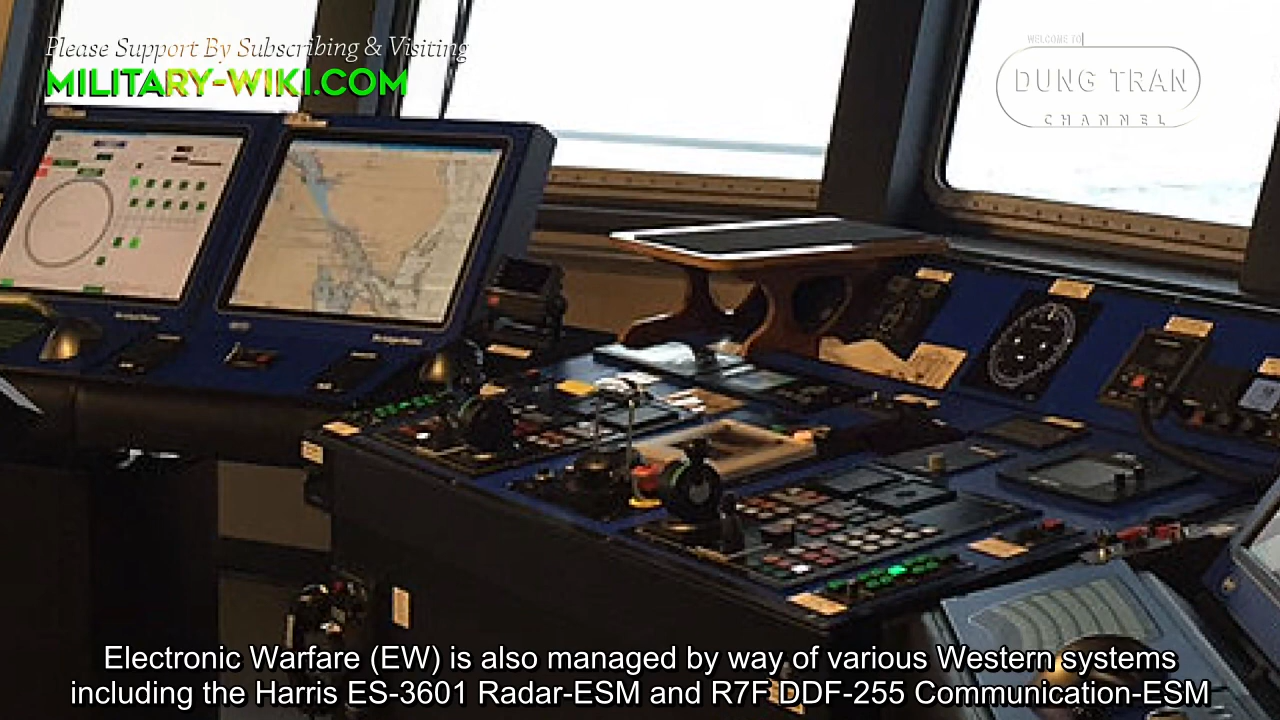 Please Support By Subscribing & Visiting
MILITARY-WIKI.COM
WELCOME TO
DUNG TRAN
CHANNEL
Electronic Warfare (EW) is also managed by way of various Western systems
including the Harris ES-3601 Radar-ESM and R7F DDF-255 Communication-ESM